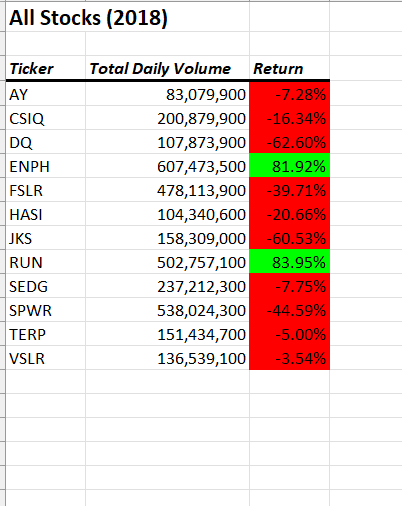 All Stocks (2018)
Ticker Total Daily Volume Return
AY 83,079,900 -7.28%
CSIQ 200,879,900 -16.34%
DQ 107,873,900 -62.60%
ENPH 607,473,500 81.92%
FSLR 478,113,900 -39.71%
HASI 104,340,600 -20.66%
JKS 158,309,000 -60.53%
RUN 502,757,100 83.95%
SEDG 237,212,300 -7.75%
SPWR 538,024,300 -44.59%
TERP 151,434,700 -5.00%
VSLR 136,539,100 -3.54%